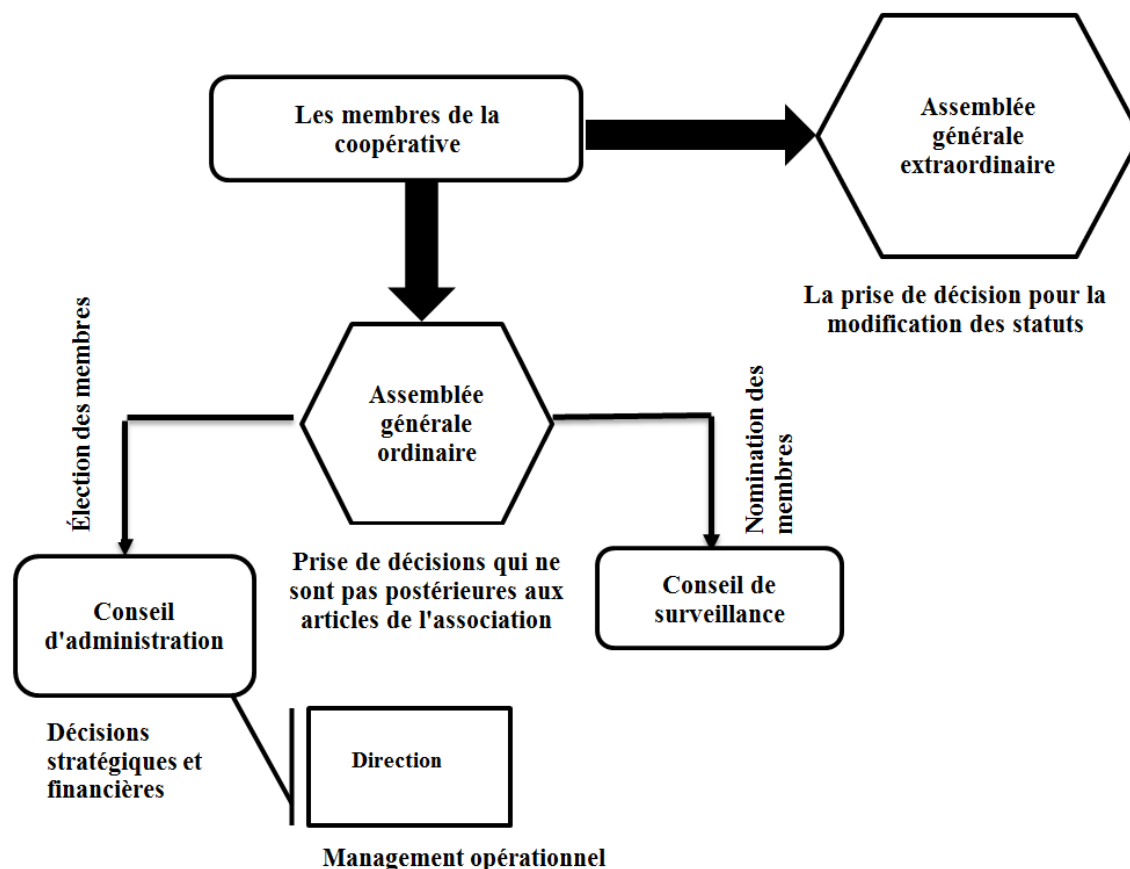 Les membres de la
coopérative
Assemblée
générale
extraordinaire
La prise de décision pour la
modification des statuts
Élection des membres
Assemblée
générale
ordinaire
Nomination des
membres
Prise de décisions qui ne
sont pas postérieures aux
articles de l'association
Conseil
d'administration
Conseil de
surveillance
Décisions
stratégiques et
financières
Direction
Management opérationnel